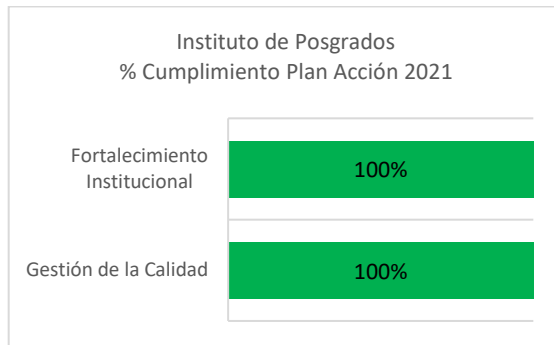 Instituto de Posgrados
% Cumplimiento Plan Acción 2021
Fortalecimiento
Institucional
100%
Gestión de la Calidad
100%